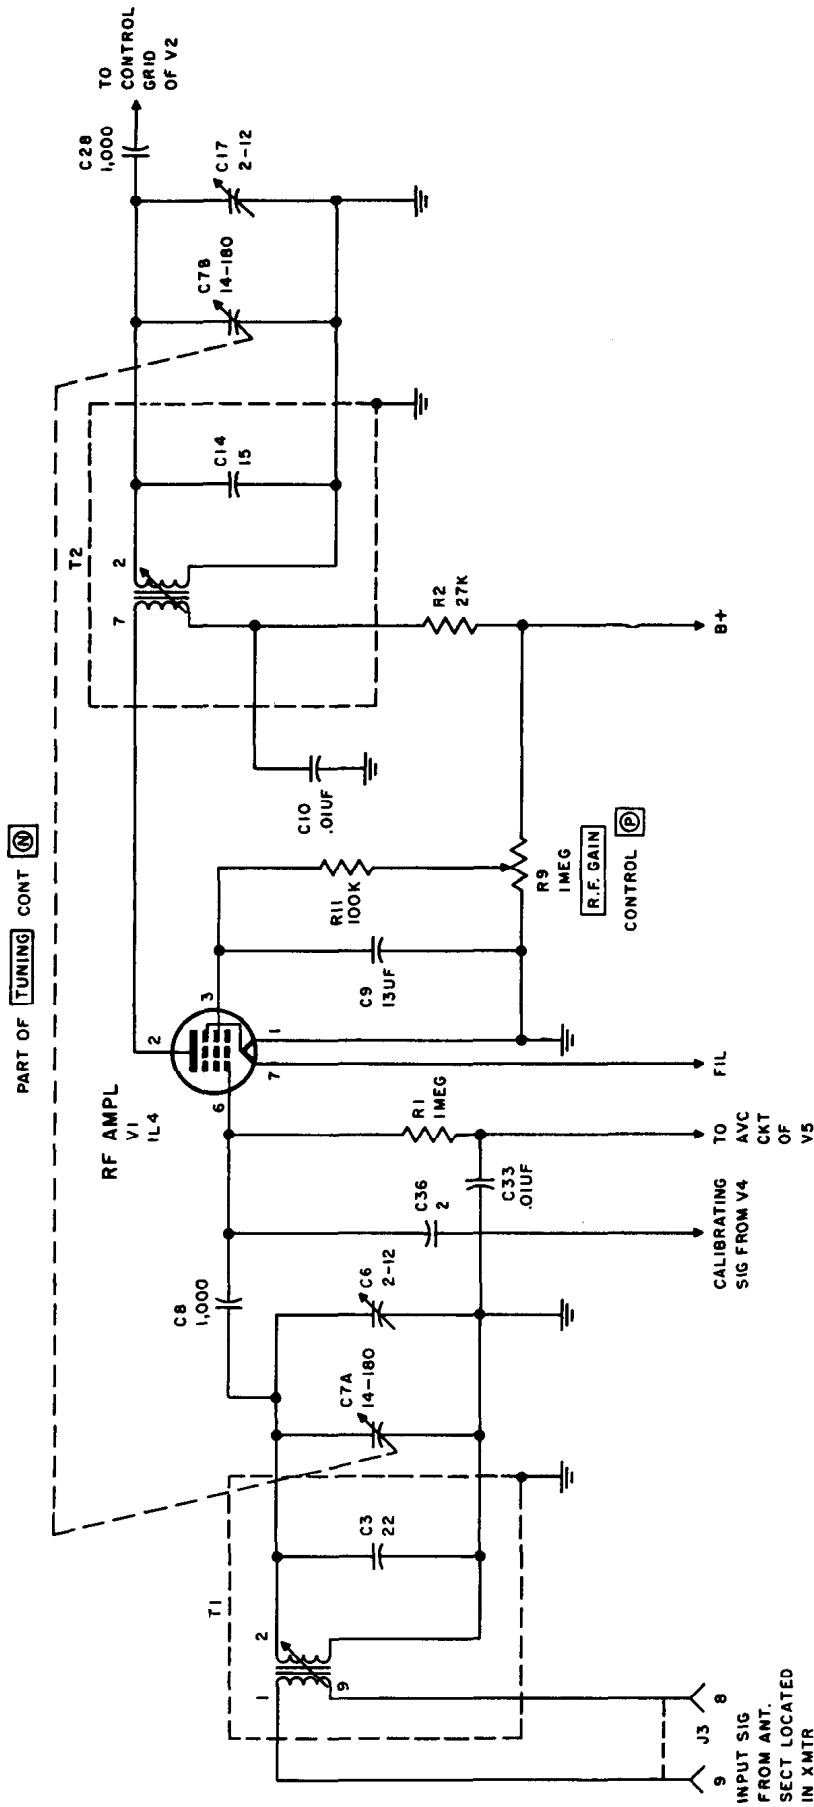 PART OF TUNING CONT N
TO
CONTROL
GRID
OF V2
C28
1,000
C17
2-12
C7B
14-180
C14
15
T2
2
7
R2
27K
B+
C10
.01UF
R11
100K
R9
1MEG
R.F. GAIN
CONTROL P
C9
13UF
3
2
1
7
6
RF AMPL
V1
1L4
FIL
R1
1MEG
TO
AVC
CKT
OF
V5
C33
.01UF
C36
2
CALIBRATING
SIG FROM V4
C8
1,000
C6
2-12
C7A
14-180
C3
22
T1
2
1
9
8
J3
9
INPUT SIG
FROM ANT.
SECT LOCATED
IN XMTR